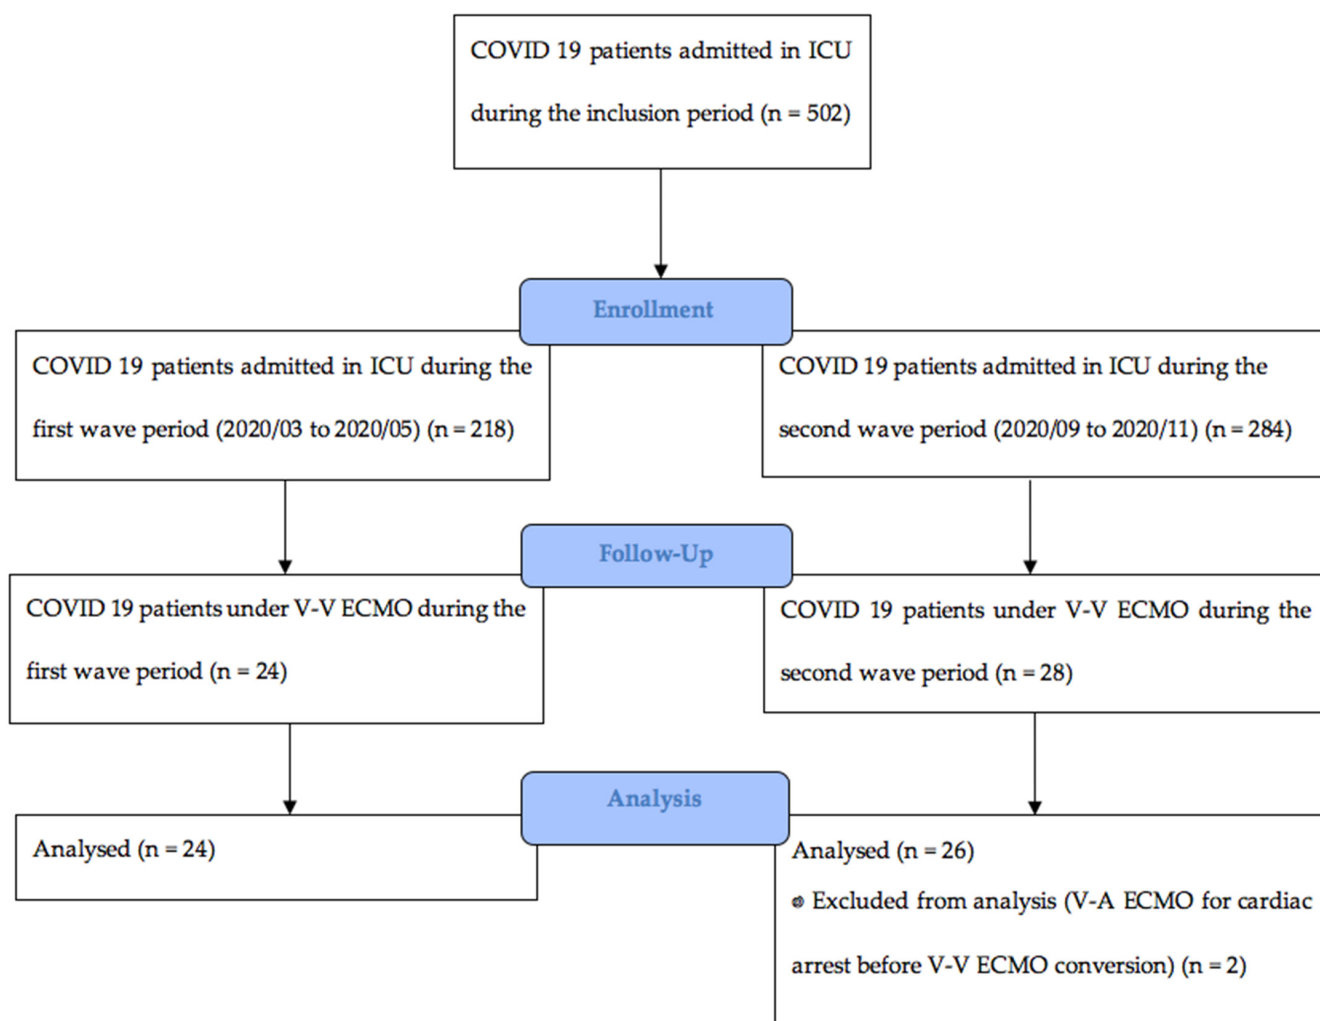 COVID 19 patients admitted in ICU
during the inclusion period (n = 502)
Enrollment
COVID 19 patients admitted in ICU during the
first wave period (2020/03 to 2020/05) (n = 218)
COVID 19 patients admitted in ICU during the
second wave period (2020/09 to 2020/11) (n = 284)
Follow-Up
COVID 19 patients under V-V ECMO during the
first wave period (n = 24)
COVID 19 patients under V-V ECMO during the
second wave period (n = 28)
Analysis
Analysed (n = 24)
Analysed (n = 26)
Excluded from analysis (V-A ECMO for cardiac
arrest before V-V ECMO conversion) (n = 2)